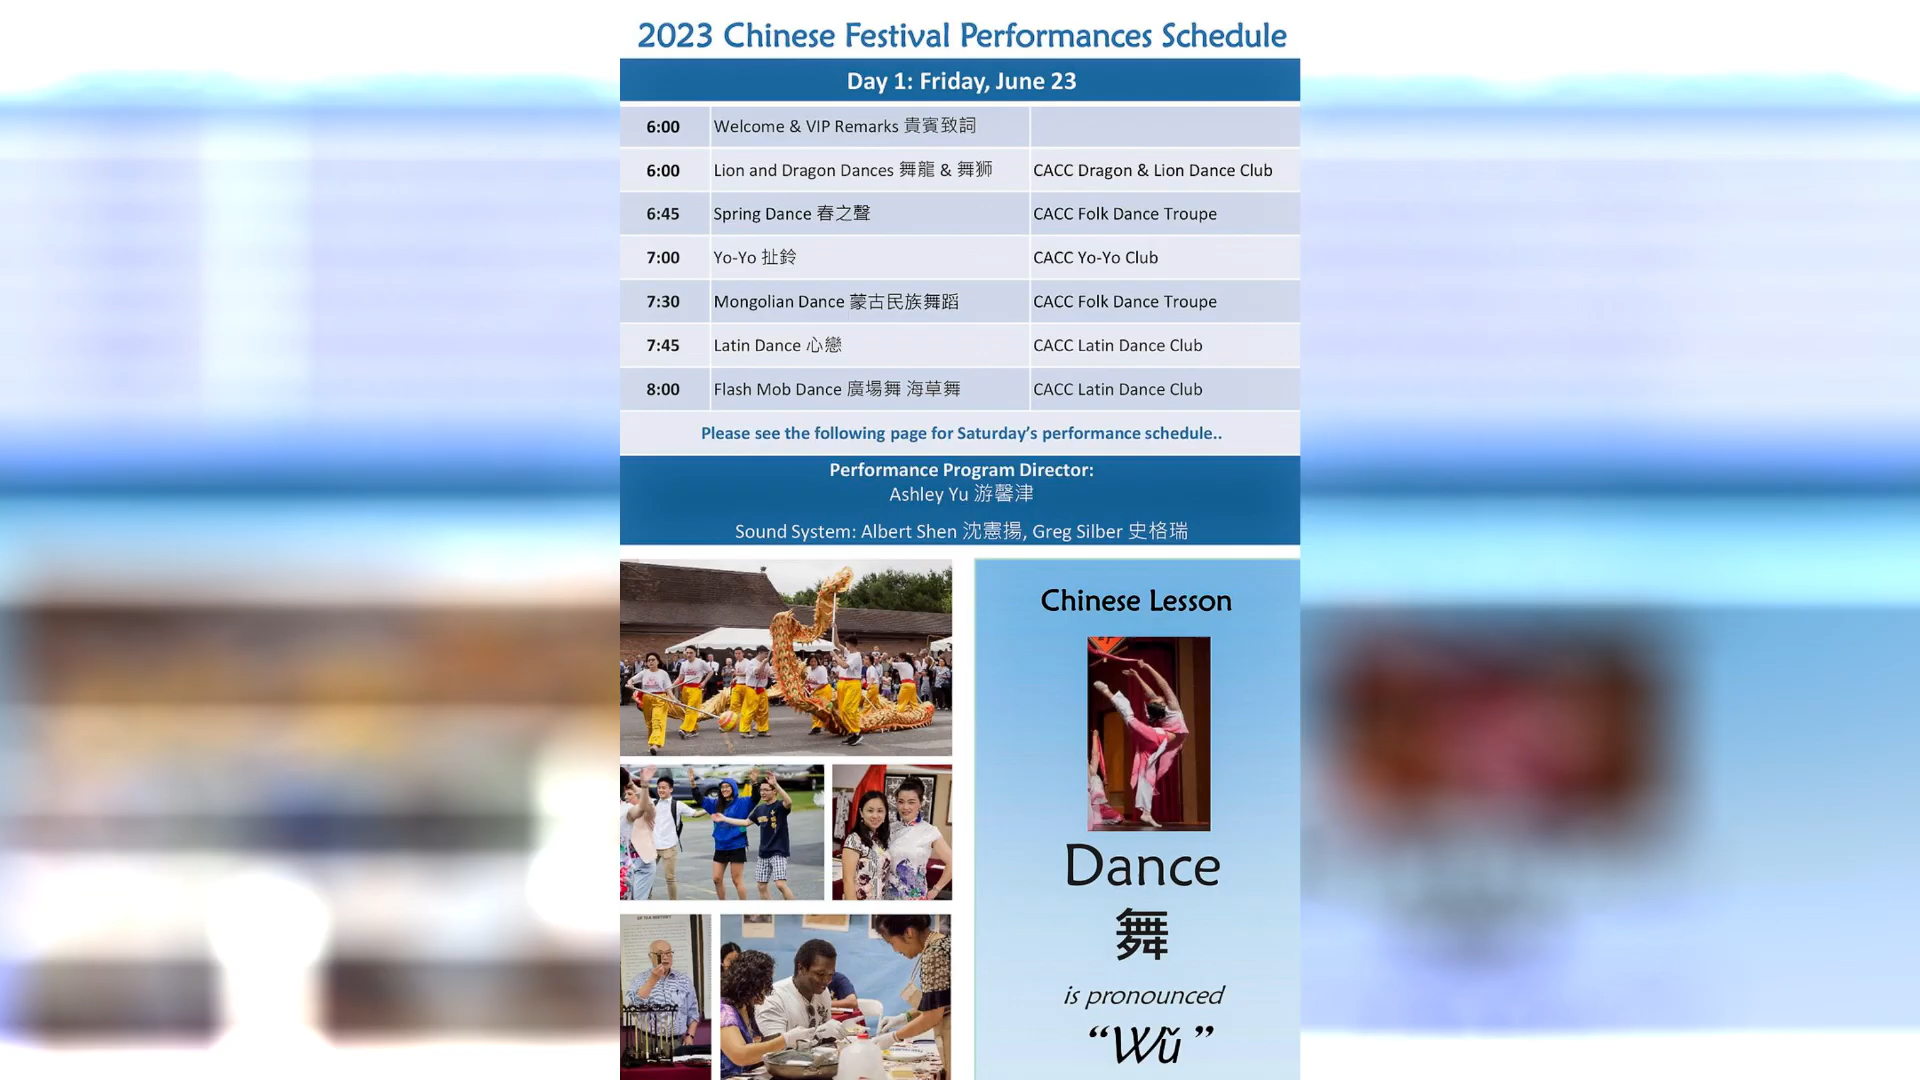 2023 Chinese Festival Performances Schedule
Day 1: Friday, June 23
6:00 Welcome & VIP Remarks 貴賓致詞
6:00 Lion and Dragon Dances 舞龍 & 舞狮 CACC Dragon & Lion Dance Club
6:45 Spring Dance 春之聲 CACC Folk Dance Troupe
7:00 Yo-Yo 扯鈴 CACC Yo-Yo Club
7:30 Mongolian Dance 蒙古民族舞蹈 CACC Folk Dance Troupe
7:45 Latin Dance 心戀 CACC Latin Dance Club
8:00 Flash Mob Dance 廣場舞 海草舞 CACC Latin Dance Club
Please see the following page for Saturday's performance schedule..
Performance Program Director:
Ashley Yu 游馨津
Sound System: Albert Shen 沈憲揚, Greg Silber 史格瑞
Chinese Lesson
Dance
舞
is pronounced
“Wǔ ”